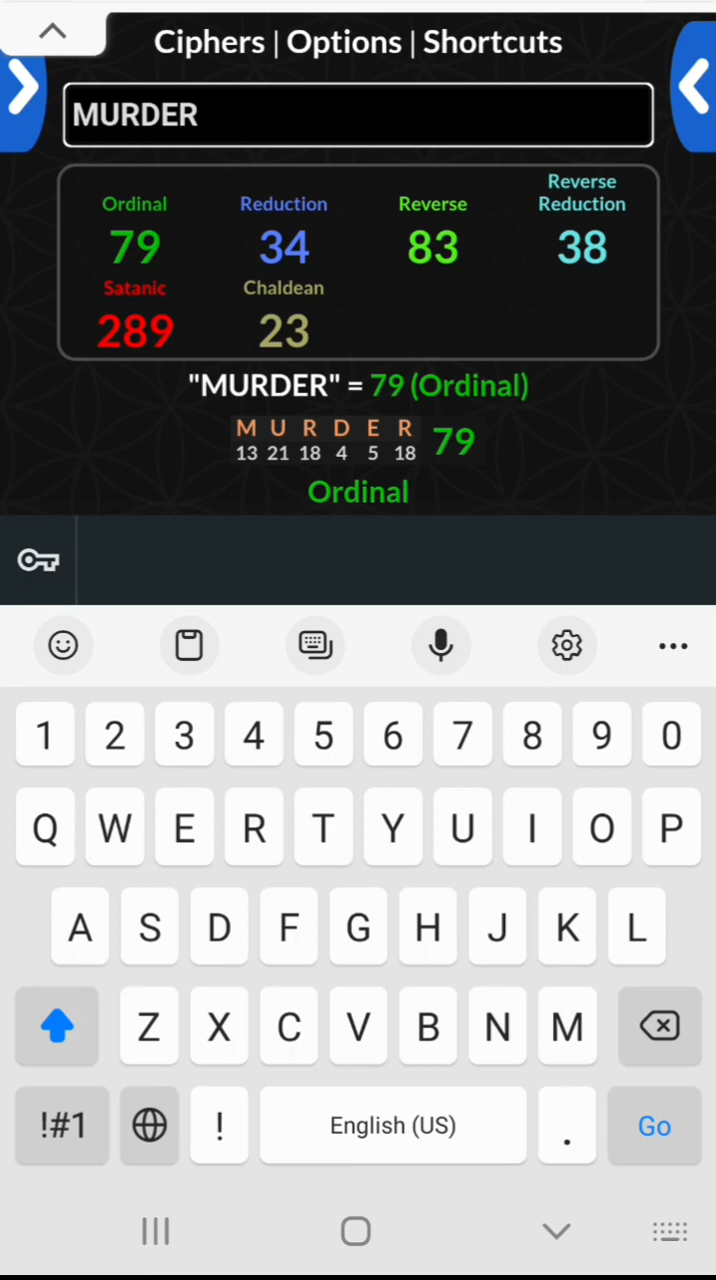 Ciphers | Options | Shortcuts
MURDER
Ordinal Reduction Reverse Reverse Reduction
79 34 83 38
Satanic Chaldean
289 23
"MURDER" = 79 (Ordinal)
M U R D E R 79
13 21 18 4 5 18
Ordinal
1 2 3 4 5 6 7 8 9 0
Q W E R T Y U I O P
A S D F G H J K L
Z X C V B N M
!#1 ! English (US) . Go